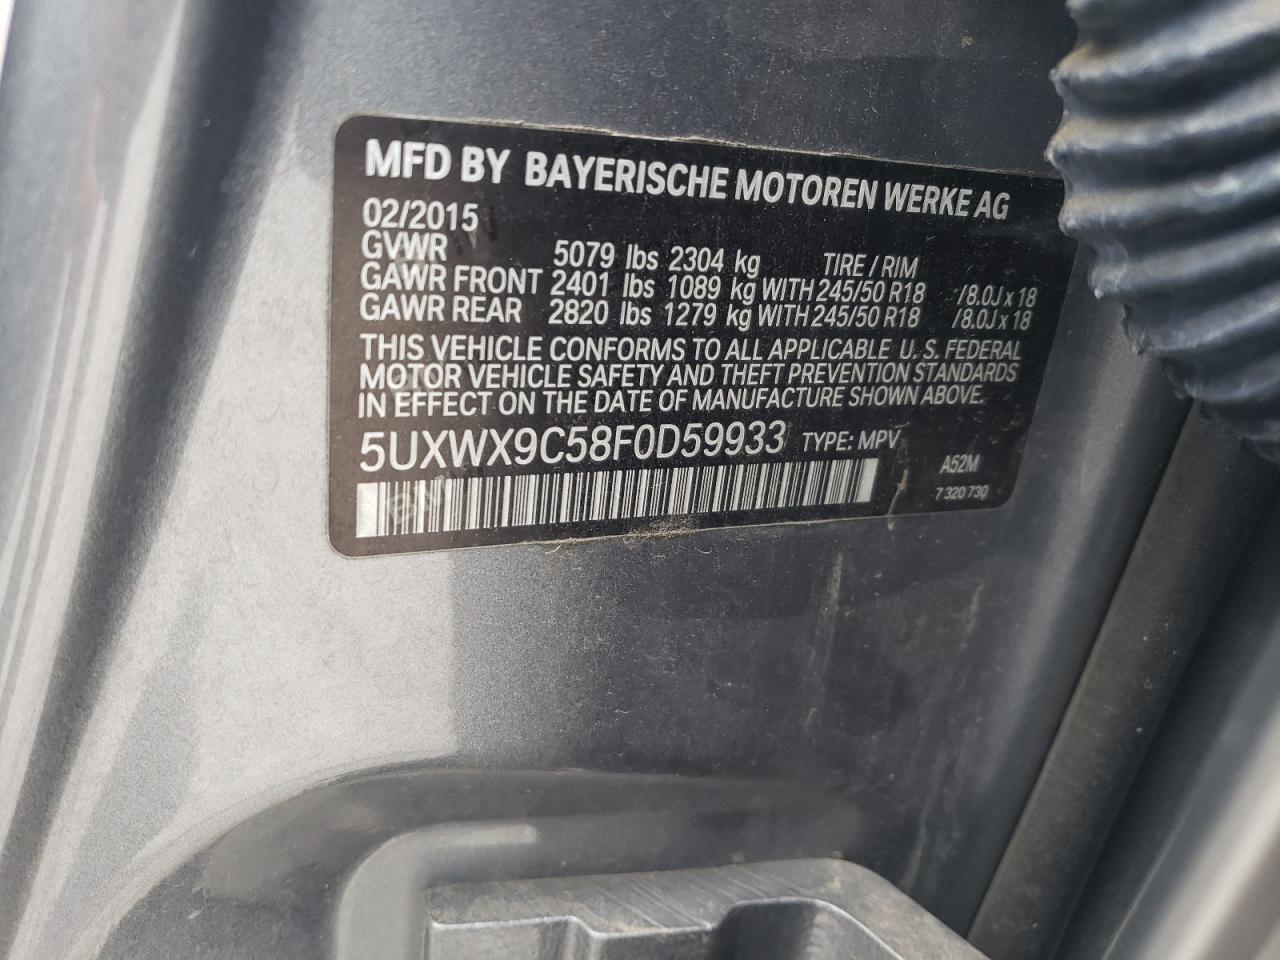 MFD BY BAYERISCHE MOTOREN WERKE AG
02/2015
GVWR 5079 lbs 2304 kg TIRE / RIM
GAWR FRONT 2401 lbs 1089 kg WITH 245/50 R18 /8.0J x 18
GAWR REAR 2820 lbs 1279 kg WITH 245/50 R18 /8.0J x 18
THIS VEHICLE CONFORMS TO ALL APPLICABLE U.S. FEDERAL
MOTOR VEHICLE SAFETY AND THEFT PREVENTION STANDARDS
IN EFFECT ON THE DATE OF MANUFACTURE SHOWN ABOVE.
5UXWX9C58F0D59933 TYPE: MPV
A52M
7 320 730